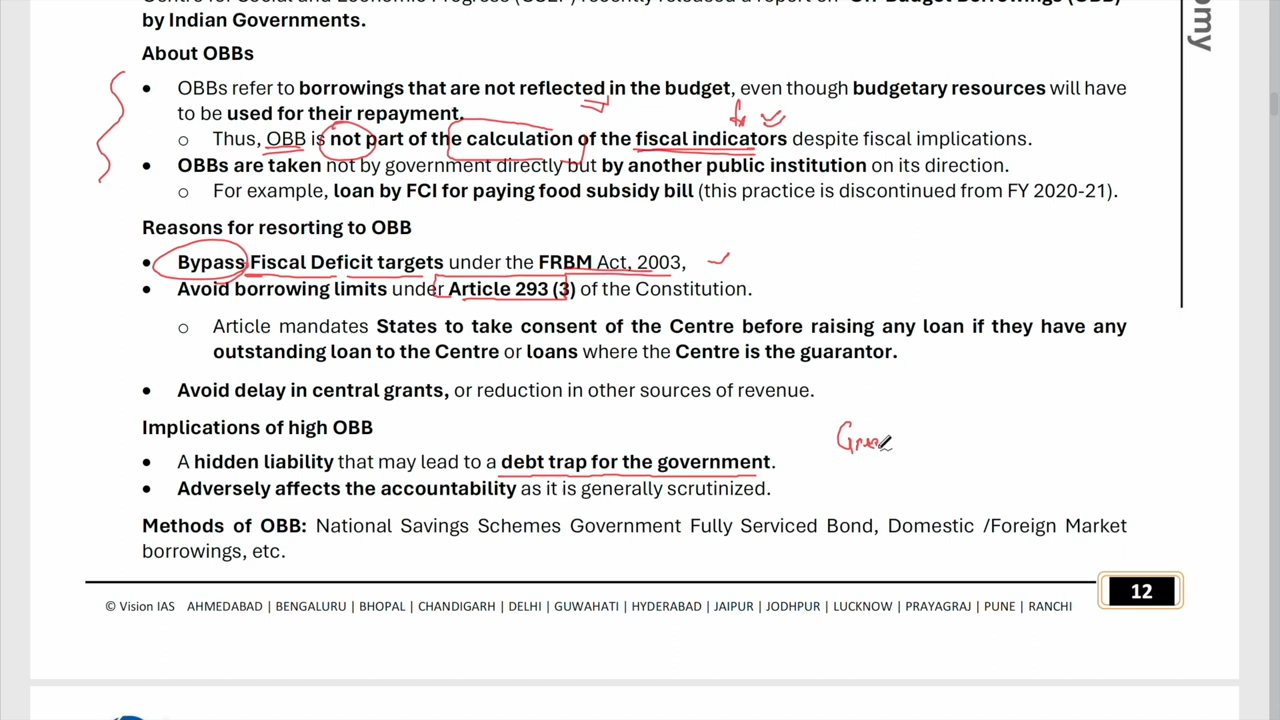 by Indian Governments.
About OBBs
• OBBs refer to borrowings that are not reflected in the budget, even though budgetary resources will have
to be used for their repayment.
○ Thus, OBB is not part of the calculation of the fiscal indicators despite fiscal implications.
• OBBs are taken not by government directly but by another public institution on its direction.
○ For example, loan by FCI for paying food subsidy bill (this practice is discontinued from FY 2020-21).
Reasons for resorting to OBB
• Bypass Fiscal Deficit targets under the FRBM Act, 2003,
• Avoid borrowing limits under Article 293 (3) of the Constitution.
○ Article mandates States to take consent of the Centre before raising any loan if they have any
outstanding loan to the Centre or loans where the Centre is the guarantor.
• Avoid delay in central grants, or reduction in other sources of revenue.
Implications of high OBB
• A hidden liability that may lead to a debt trap for the government.
• Adversely affects the accountability as it is generally scrutinized.
Methods of OBB: National Savings Schemes Government Fully Serviced Bond, Domestic /Foreign Market
borrowings, etc.
© Vision IAS AHMEDABAD | BENGALURU | BHOPAL | CHANDIGARH | DELHI | GUWAHATI | HYDERABAD | JAIPUR | JODHPUR | LUCKNOW | PRAYAGRAJ | PUNE | RANCHI
12
omy